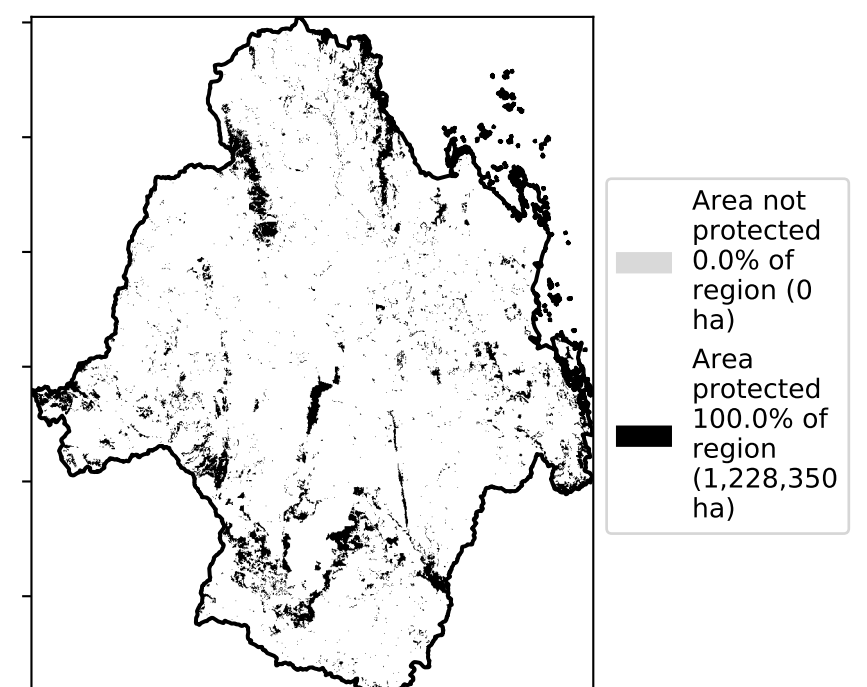 Area not
protected
0.0% of
region (0
ha)
Area
protected
100.0% of
region
(1,228,350
ha)